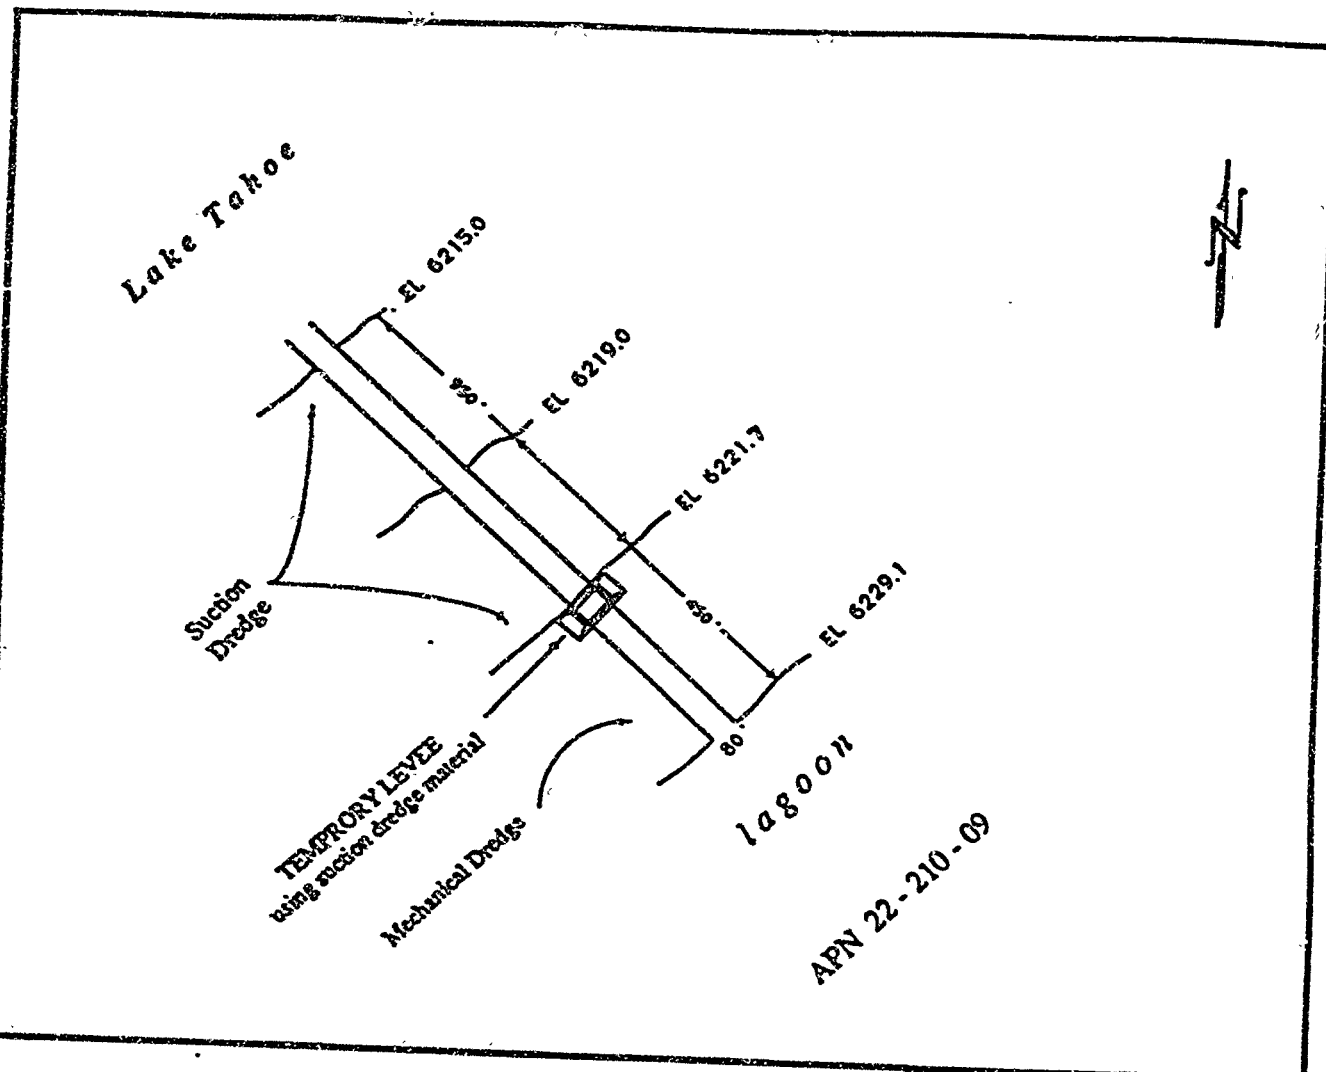 Lake Tahoe
EL 6215.0
EL 6219.0
EL 6221.7
EL 6229.1
80'
Suction
Dredge
TEMPRORY LEVEE
using suction dredge material
Mechanical Dredge
lagoon
APN 22 - 210 - 09